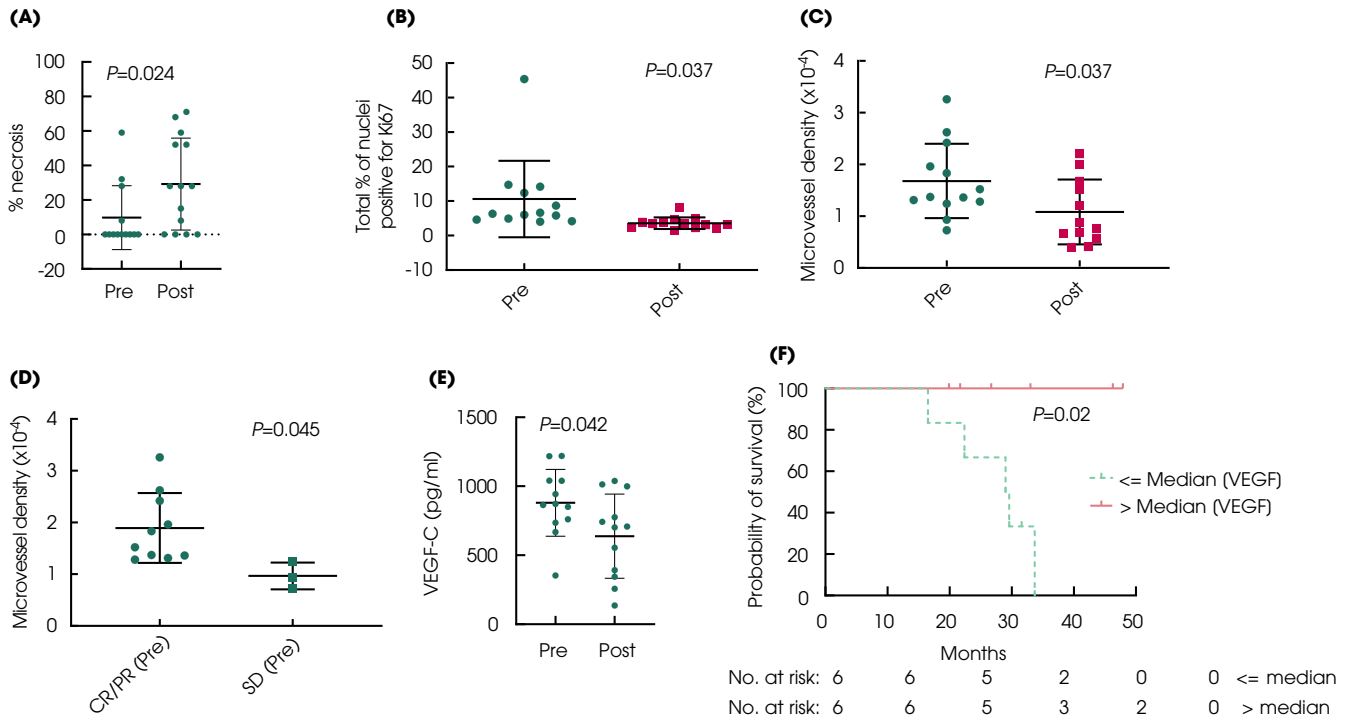 (A)
% necrosis
100
80
60
40
20
0
-20
P=0.024
Pre Post
(B)
Total % of nuclei
positive for Ki67
50
40
30
20
10
0
-10
P=0.037
Pre
Post
(C)
Microvessel density (x10⁻⁴)
4
3
2
1
0
P=0.037
Pre
Post
(D)
Microvessel density (x10⁻⁴)
4
3
2
1
0
P=0.045
CR/PR (Pre)
SD (Pre)
(E)
VEGF-C (pg/ml)
1500
1000
500
0
P=0.042
Pre Post
(F)
Probability of survival (%)
100
80
60
40
20
0
P=0.02
<= Median (VEGF)
> Median (VEGF)
0 10 20 30 40 50
Months
No. at risk: 6 6 5 2 0 0 <= median
No. at risk: 6 6 5 3 2 0 > median